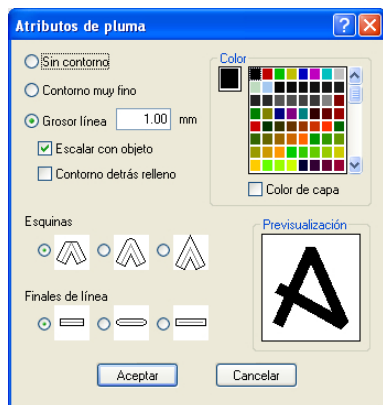 Atributos de pluma
Sin contorno
Contorno muy fino
Grosor línea 1.00 mm
Escalar con objeto
Contorno detrás relleno
Color
Color de capa
Esquinas
Finales de línea
Previsualización
Aceptar Cancelar